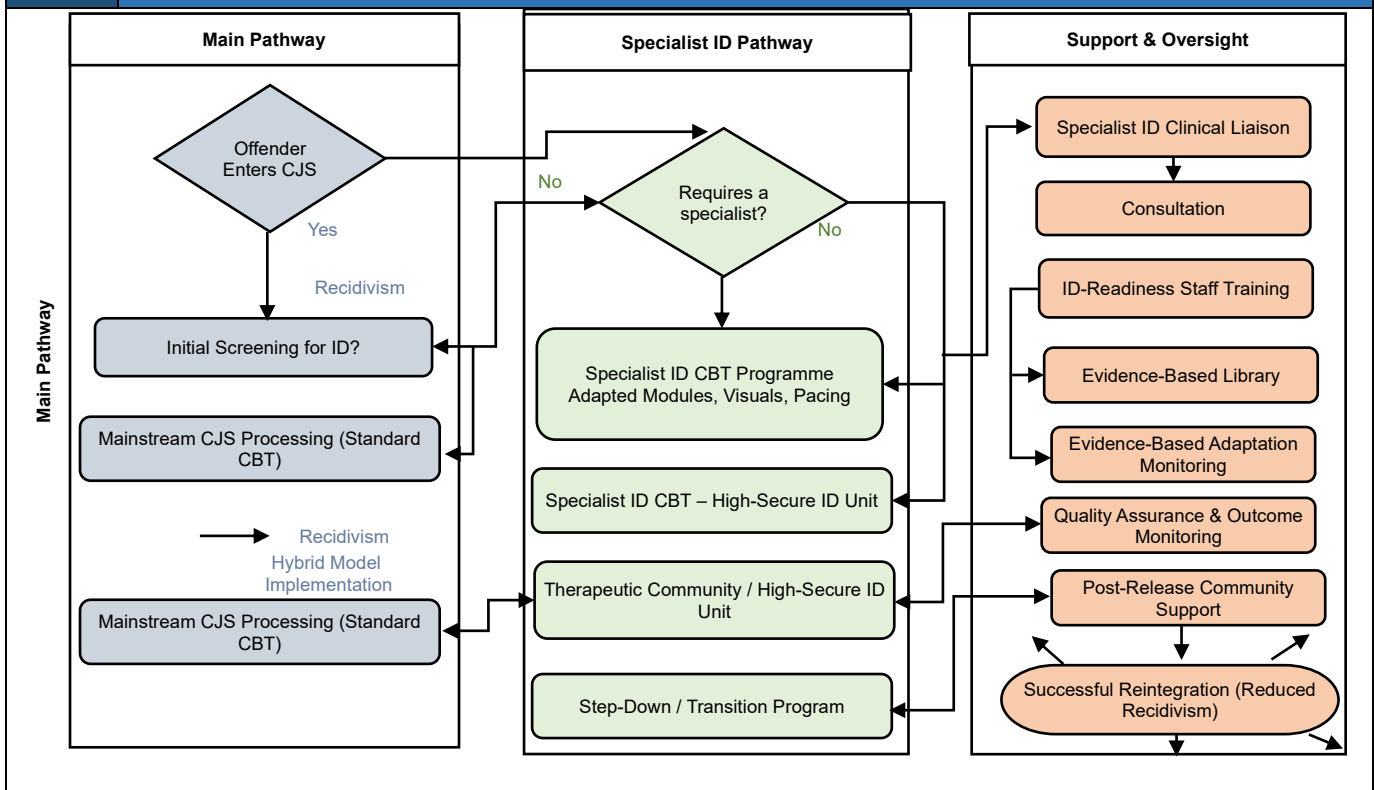 Main Pathway
Specialist ID Pathway
Support & Oversight
Main Pathway
Offender
Enters CJS
Yes
Recidivism
Initial Screening for ID?
Mainstream CJS Processing (Standard
CBT)
Recidivism
Hybrid Model
Implementation
Mainstream CJS Processing (Standard
CBT)
No
Requires a
specialist?
No
Specialist ID CBT Programme
Adapted Modules, Visuals, Pacing
Specialist ID CBT – High-Secure ID Unit
Therapeutic Community / High-Secure ID
Unit
Step-Down / Transition Program
Specialist ID Clinical Liaison
Consultation
ID-Readiness Staff Training
Evidence-Based Library
Evidence-Based Adaptation
Monitoring
Quality Assurance & Outcome
Monitoring
Post-Release Community
Support
Successful Reintegration (Reduced
Recidivism)